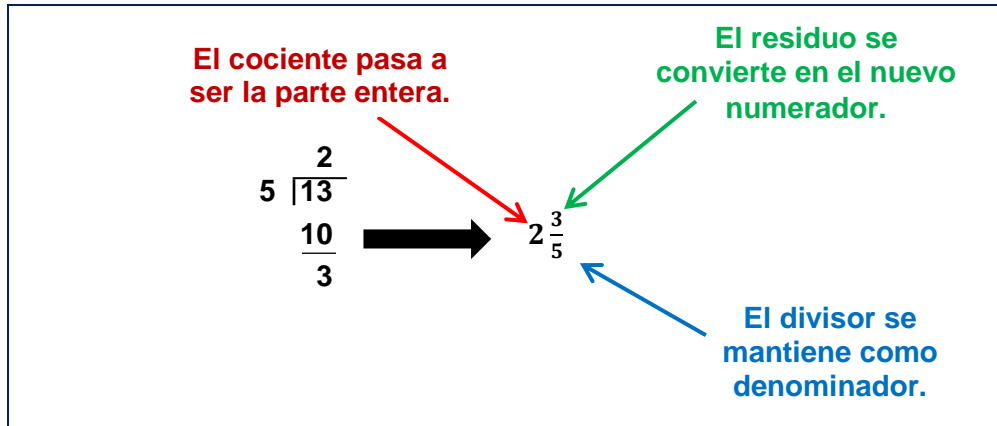 El cociente pasa a
ser la parte entera.
El residuo se
convierte en el nuevo
numerador.
2
5 13
10
3
2 3/5
El divisor se
mantiene como
denominador.